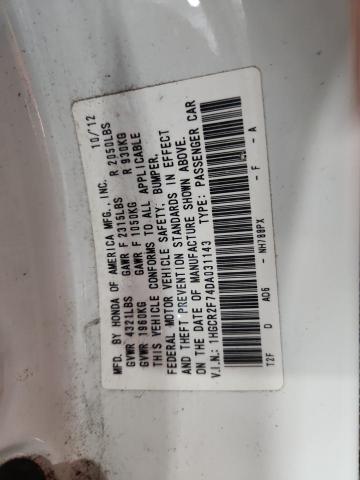 MFD. BY HONDA OF AMERICA MFG., INC. 10/12
GVWR 4321LBS GAWR F 2315LBS R 2050LBS
GVWR 1960KG GAWR F 1050KG R 930KG
THIS VEHICLE CONFORMS TO ALL APPLICABLE
FEDERAL MOTOR VEHICLE SAFETY, BUMPER,
AND THEFT PREVENTION STANDARDS IN EFFECT
ON THE DATE OF MANUFACTURE SHOWN ABOVE.
V.I.N.: 1HGCR2F74DA031143 TYPE: PASSENGER CAR
T2F D AD6 - NH788PX - F - A